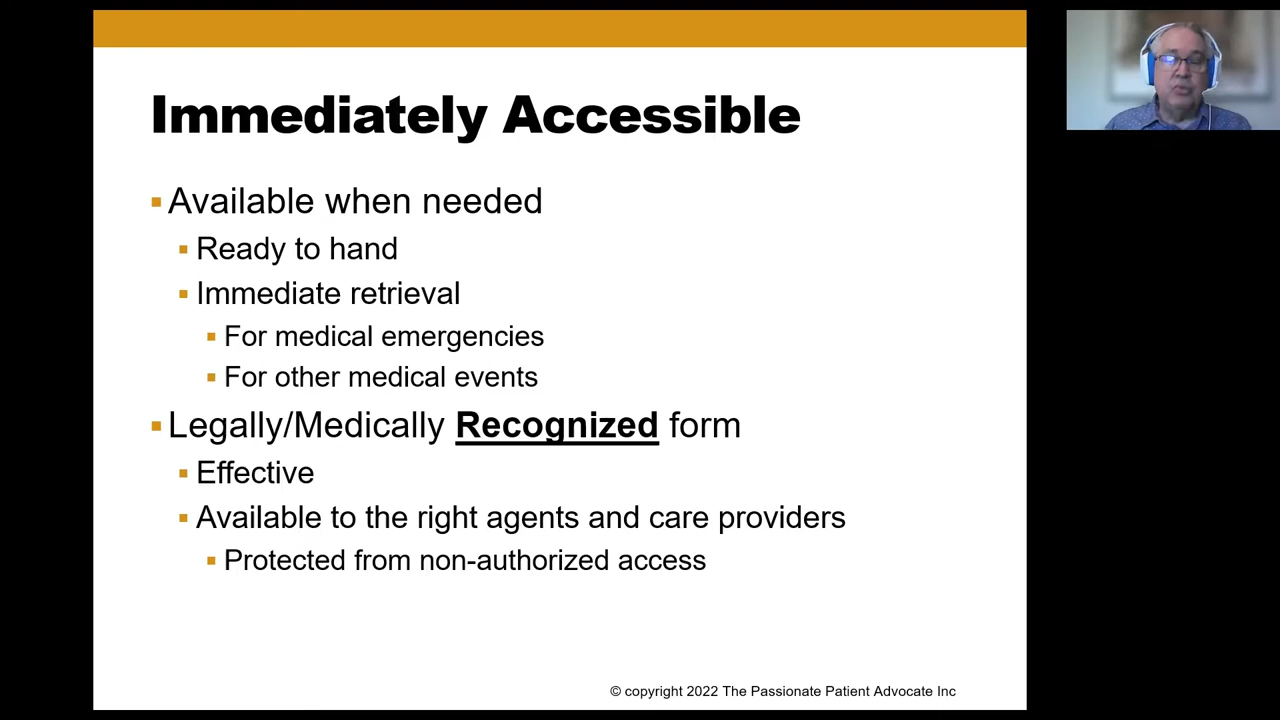 Immediately Accessible
Available when needed
Ready to hand
Immediate retrieval
For medical emergencies
For other medical events
Legally/Medically Recognized form
Effective
Available to the right agents and care providers
Protected from non-authorized access
© copyright 2022 The Passionate Patient Advocate Inc